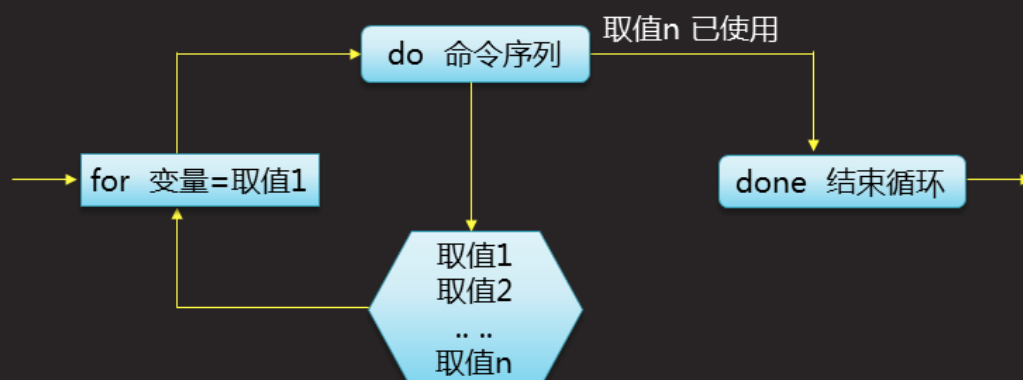 取值n 已使用
do 命令序列
for 变量=取值1
done 结束循环
取值1
取值2
.. ..
取值n